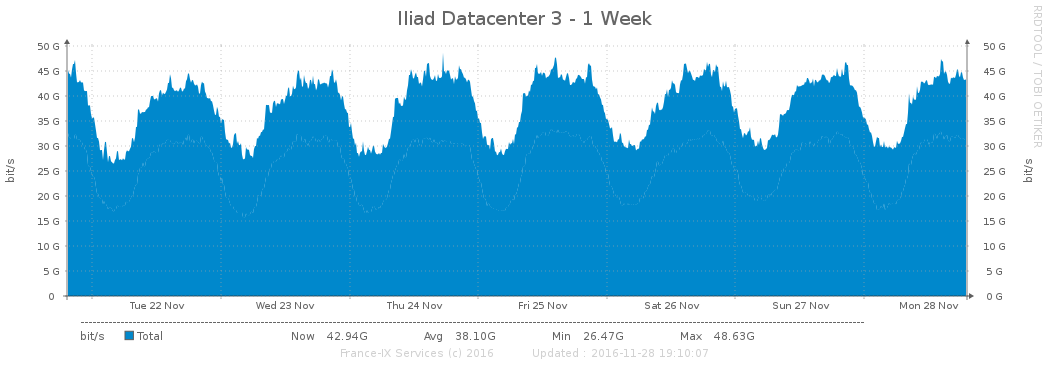 Iliad Datacenter 3 - 1 Week
RRDTOOL / TOBI OETIKER
50 G 50 G
45 G 45 G
40 G 40 G
35 G 35 G
30 G 30 G
25 G 25 G
20 G 20 G
15 G 15 G
10 G 10 G
5 G 5 G
0 0 G
bit/s bit/s
Tue 22 Nov Wed 23 Nov Thu 24 Nov Fri 25 Nov Sat 26 Nov Sun 27 Nov Mon 28 Nov
bit/s Total Now 42.94G Avg 38.10G Min 26.47G Max 48.63G
France-IX Services (c) 2016 Updated : 2016-11-28 19:10:07